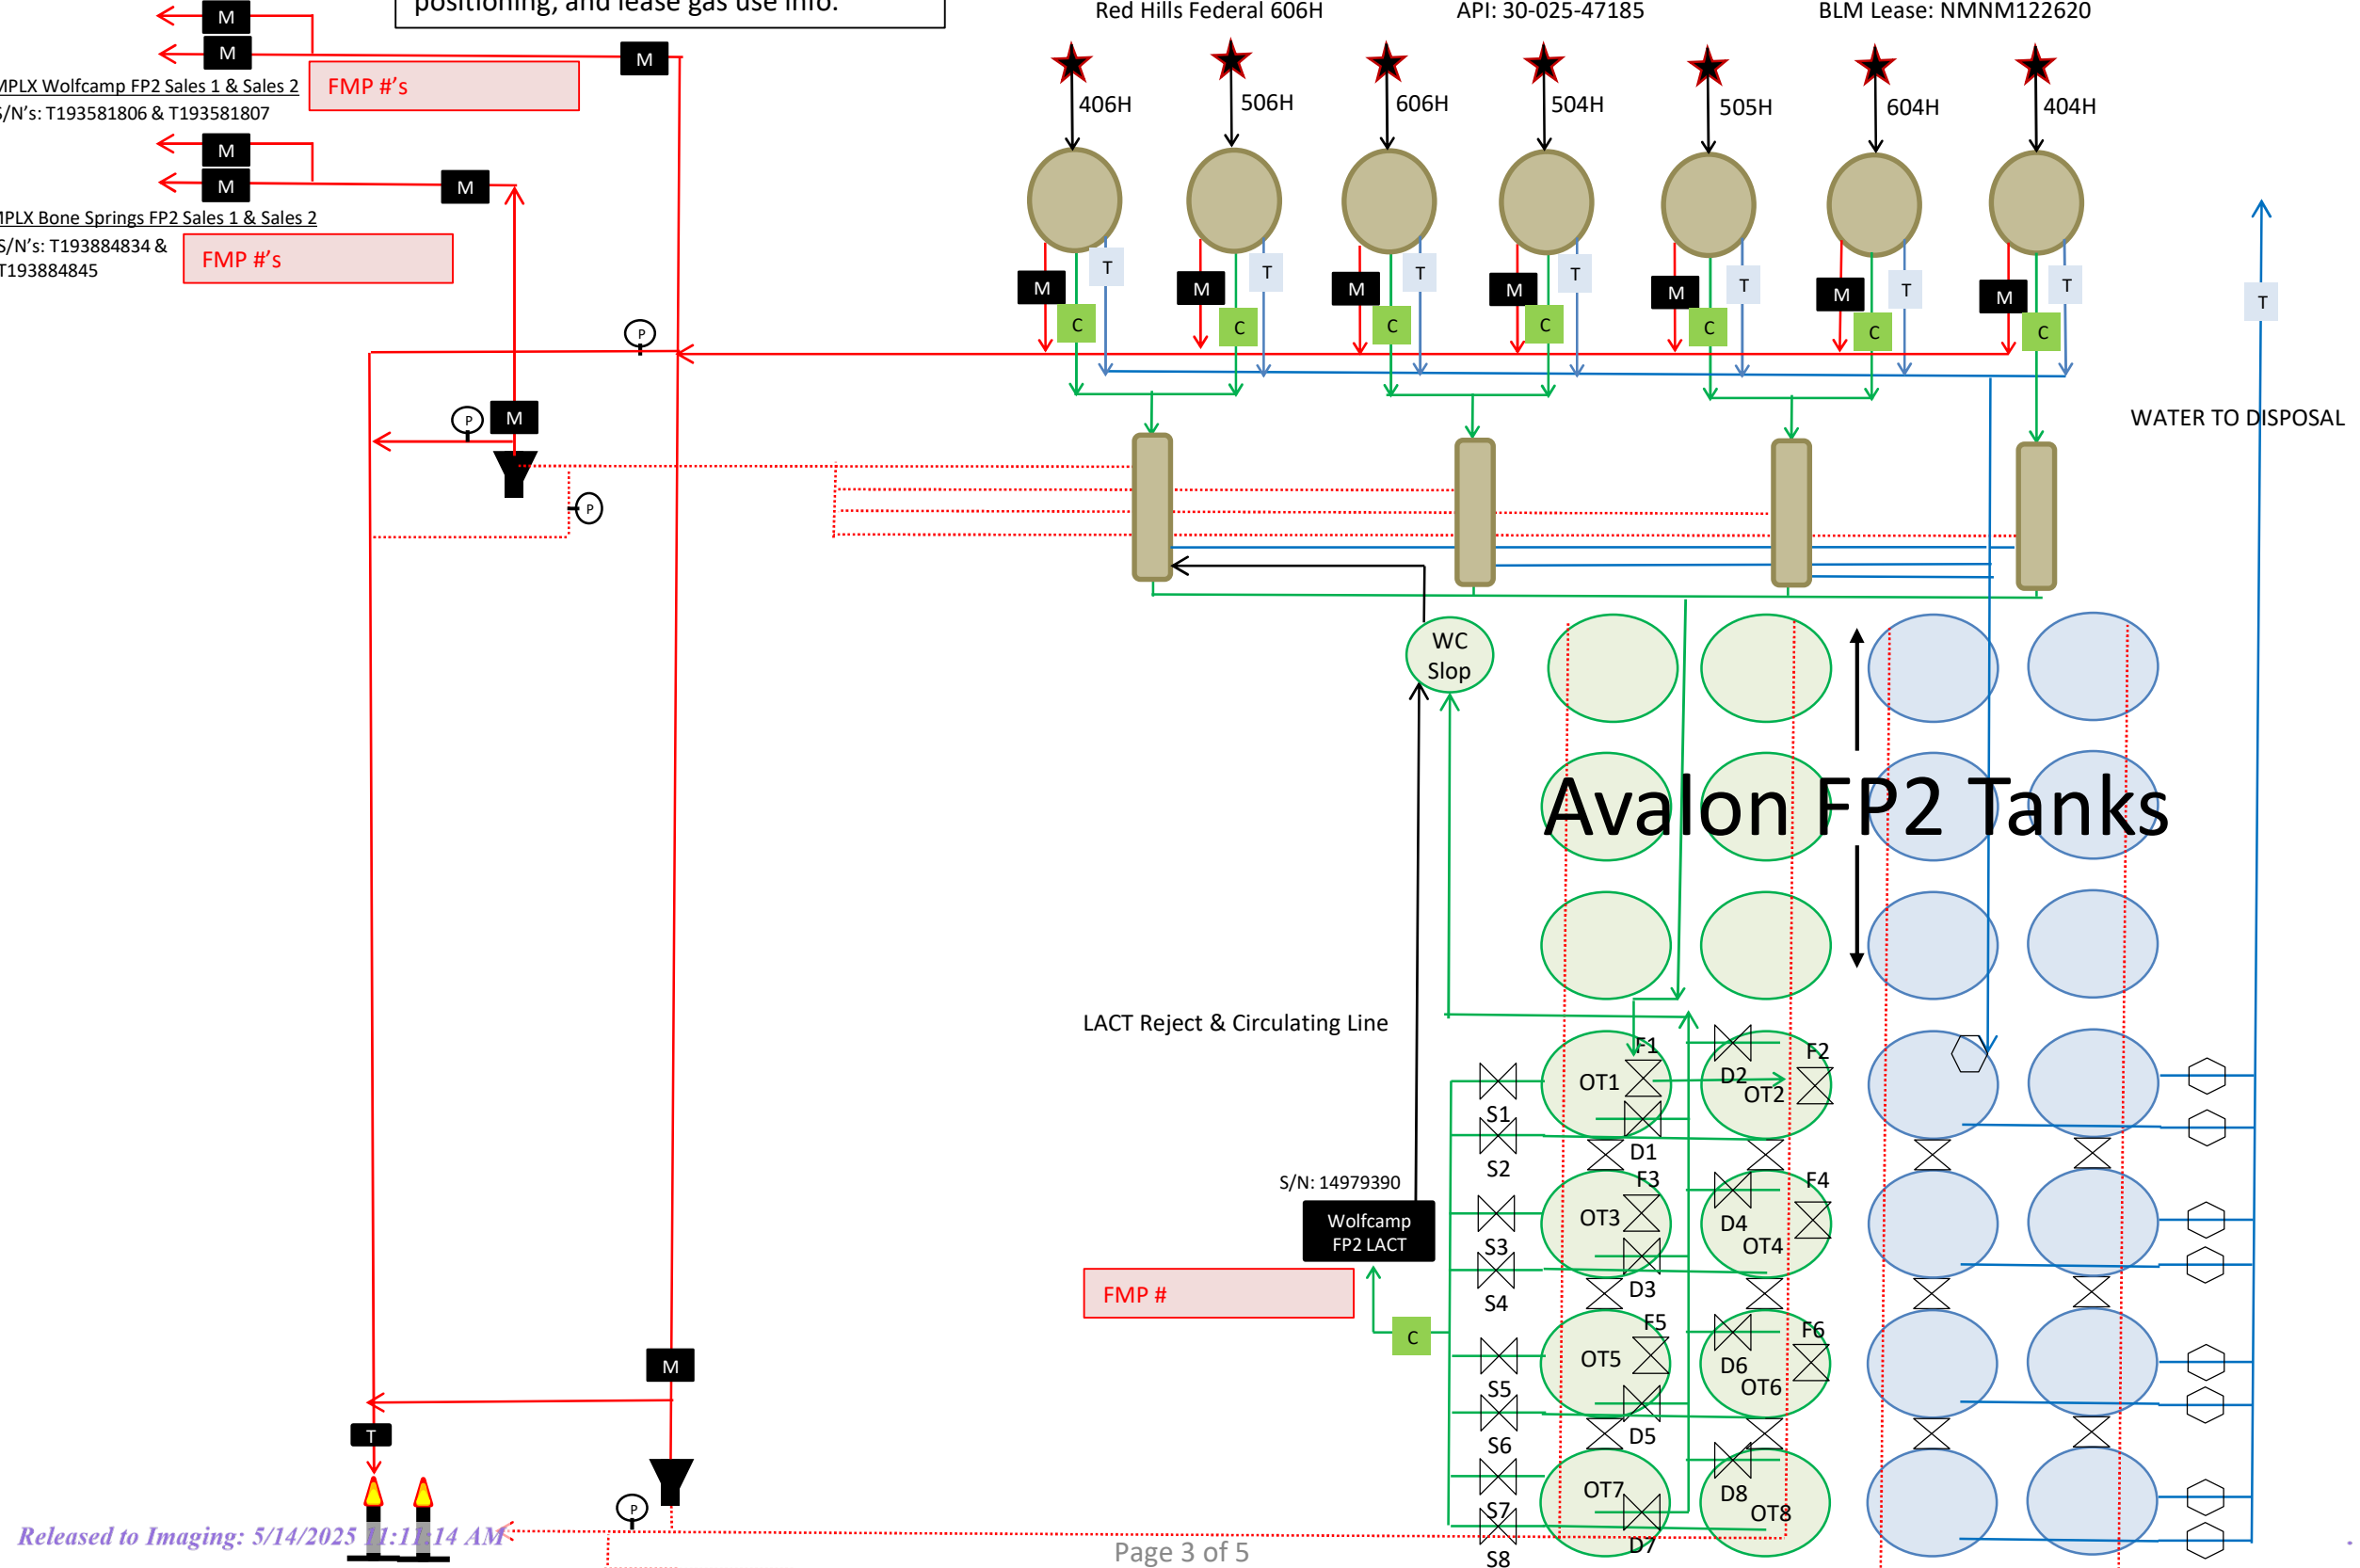 positioning, and lease gas use info.
Red Hills Federal 606H API: 30-025-47185 BLM Lease: NMNM122620
M
M
M
MPLX Wolfcamp FP2 Sales 1 & Sales 2
S/N's: T193581806 & T193581807
FMP #'s
M
M
M
MPLX Bone Springs FP2 Sales 1 & Sales 2
S/N's: T193884834 &
T193884845
FMP #'s
406H 506H 606H 504H 505H 604H 404H
T T T T T T T
M M M M M M M
C C C C C C C
T
P
P
M
P
WATER TO DISPOSAL
WC
Slop
Avalon FP2 Tanks
LACT Reject & Circulating Line
F1
F2
OT1
D2
OT2
S1
D1
S2
S/N: 14979390
Wolfcamp
FP2 LACT
F3
F4
OT3
D4
OT4
S3
D3
S4
FMP #
C
F5
F6
OT5
D6
OT6
S5
D5
S6
OT7
D8
OT8
S7
D7
S8
M
T
P
Released to Imaging: 5/14/2025 11:11:14 AM
Page 3 of 5